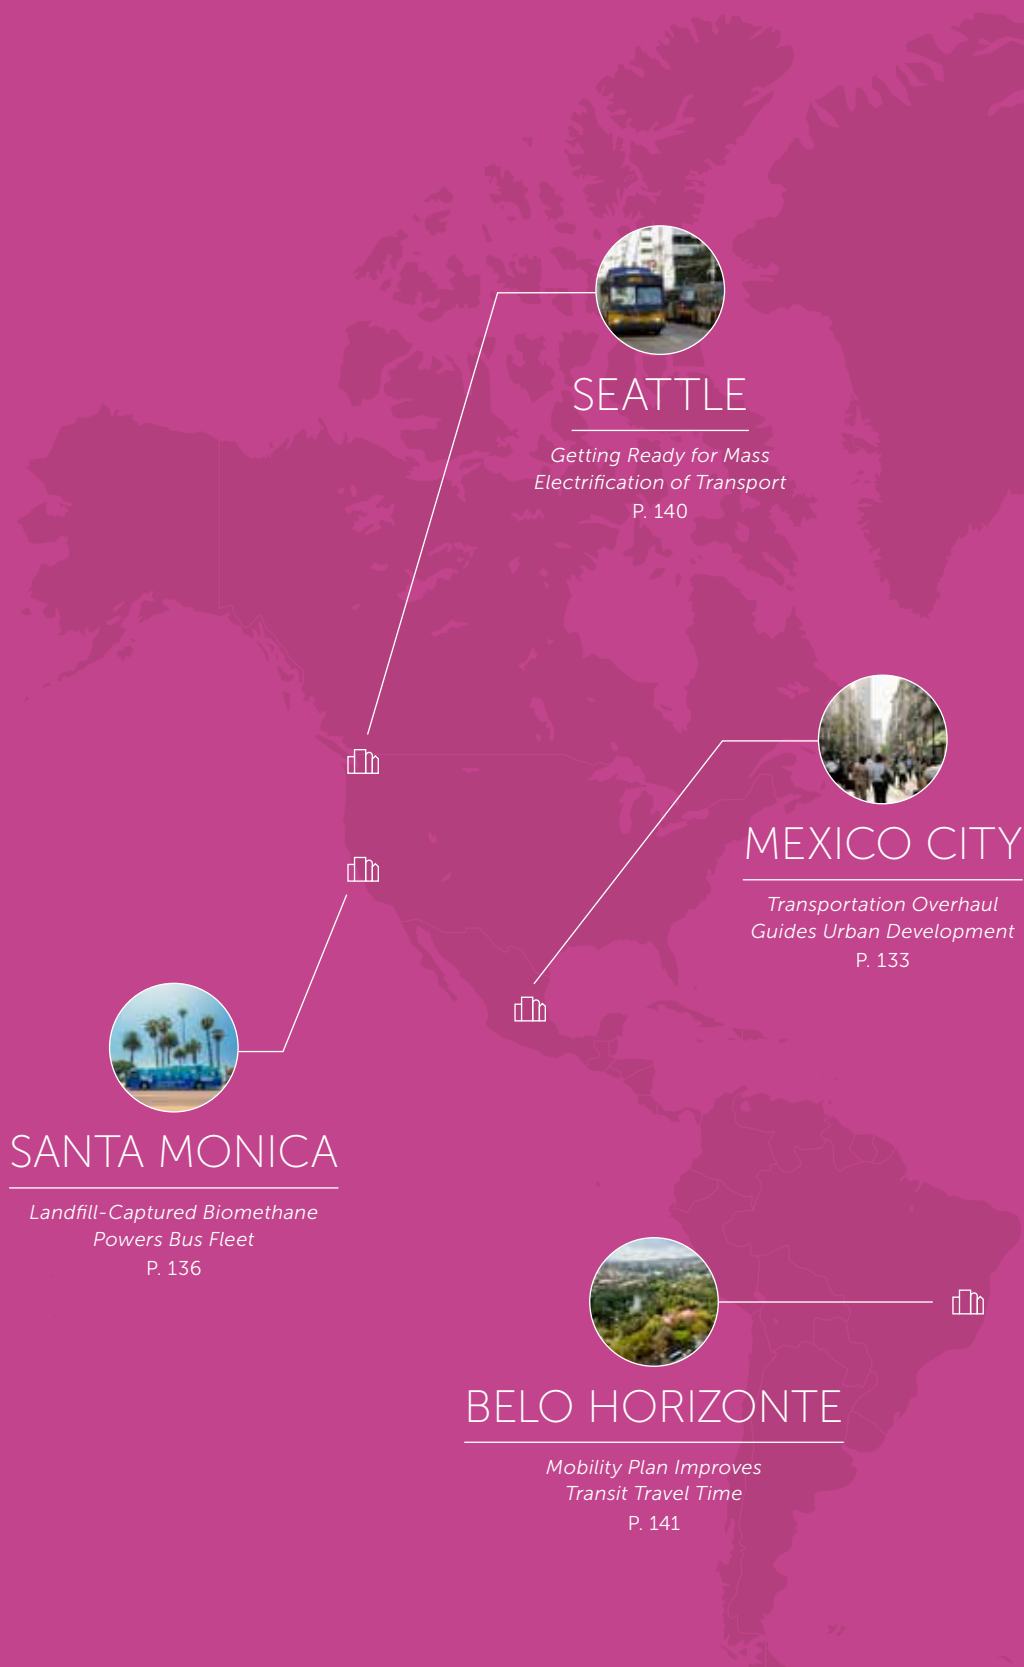 SEATTLE
Getting Ready for Mass
Electrification of Transport
P. 140
MEXICO CITY
Transportation Overhaul
Guides Urban Development
P. 133
SANTA MONICA
Landfill-Captured Biomethane
Powers Bus Fleet
P. 136
BELO HORIZONTE
Mobility Plan Improves
Transit Travel Time
P. 141